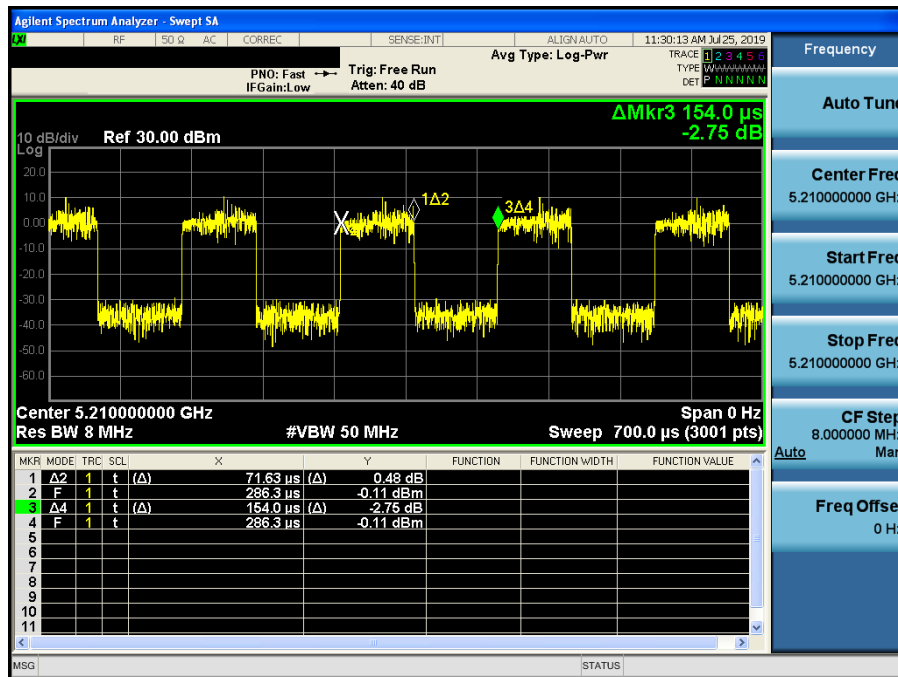 Agilent Spectrum Analyzer - Swept SA
LXI RF 50 Ω AC CORREC SENSE:INT ALIGN AUTO 11:30:13 AM Jul 25, 2019
Frequency
PNO: Fast Trig: Free Run Avg Type: Log-Pwr TRACE 1 2 3 4 5 6
IFGain:Low Atten: 40 dB TYPE WWWWWW
DET P N N N N N
Auto Tune
ΔMkr3 154.0 µs
-2.75 dB
10 dB/div Ref 30.00 dBm
Log
20.0
10.0
0.00
-10.0
-20.0
-30.0
-40.0
-50.0
-60.0
X 1Δ2 3Δ4
Center 5.210000000 GHz Span 0 Hz
Res BW 8 MHz #VBW 50 MHz Sweep 700.0 µs (3001 pts)
Center Freq
5.210000000 GHz
Start Freq
5.210000000 GHz
Stop Freq
5.210000000 GHz
CF Step
8.000000 MHz
Auto Man
Freq Offset
0 Hz
MKR MODE TRC SCL X Y FUNCTION FUNCTION WIDTH FUNCTION VALUE
1 Δ2 1 t (Δ) 71.63 µs (Δ) 0.48 dB
2 F 1 t 286.3 µs -0.11 dBm
3 Δ4 1 t (Δ) 154.0 µs (Δ) -2.75 dB
4 F 1 t 286.3 µs -0.11 dBm
5
6
7
8
9
10
11
MSG STATUS